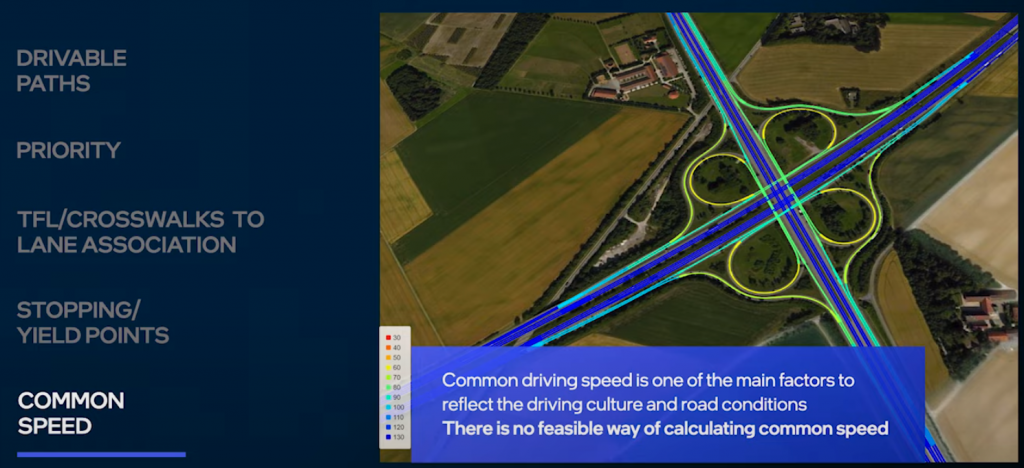 DRIVABLE
PATHS
PRIORITY
TFL/CROSSWALKS TO
LANE ASSOCIATION
STOPPING/
YIELD POINTS
COMMON
SPEED
30
40
50
60
70
80
90
100
110
120
130
Common driving speed is one of the main factors to
reflect the driving culture and road conditions
There is no feasible way of calculating common speed